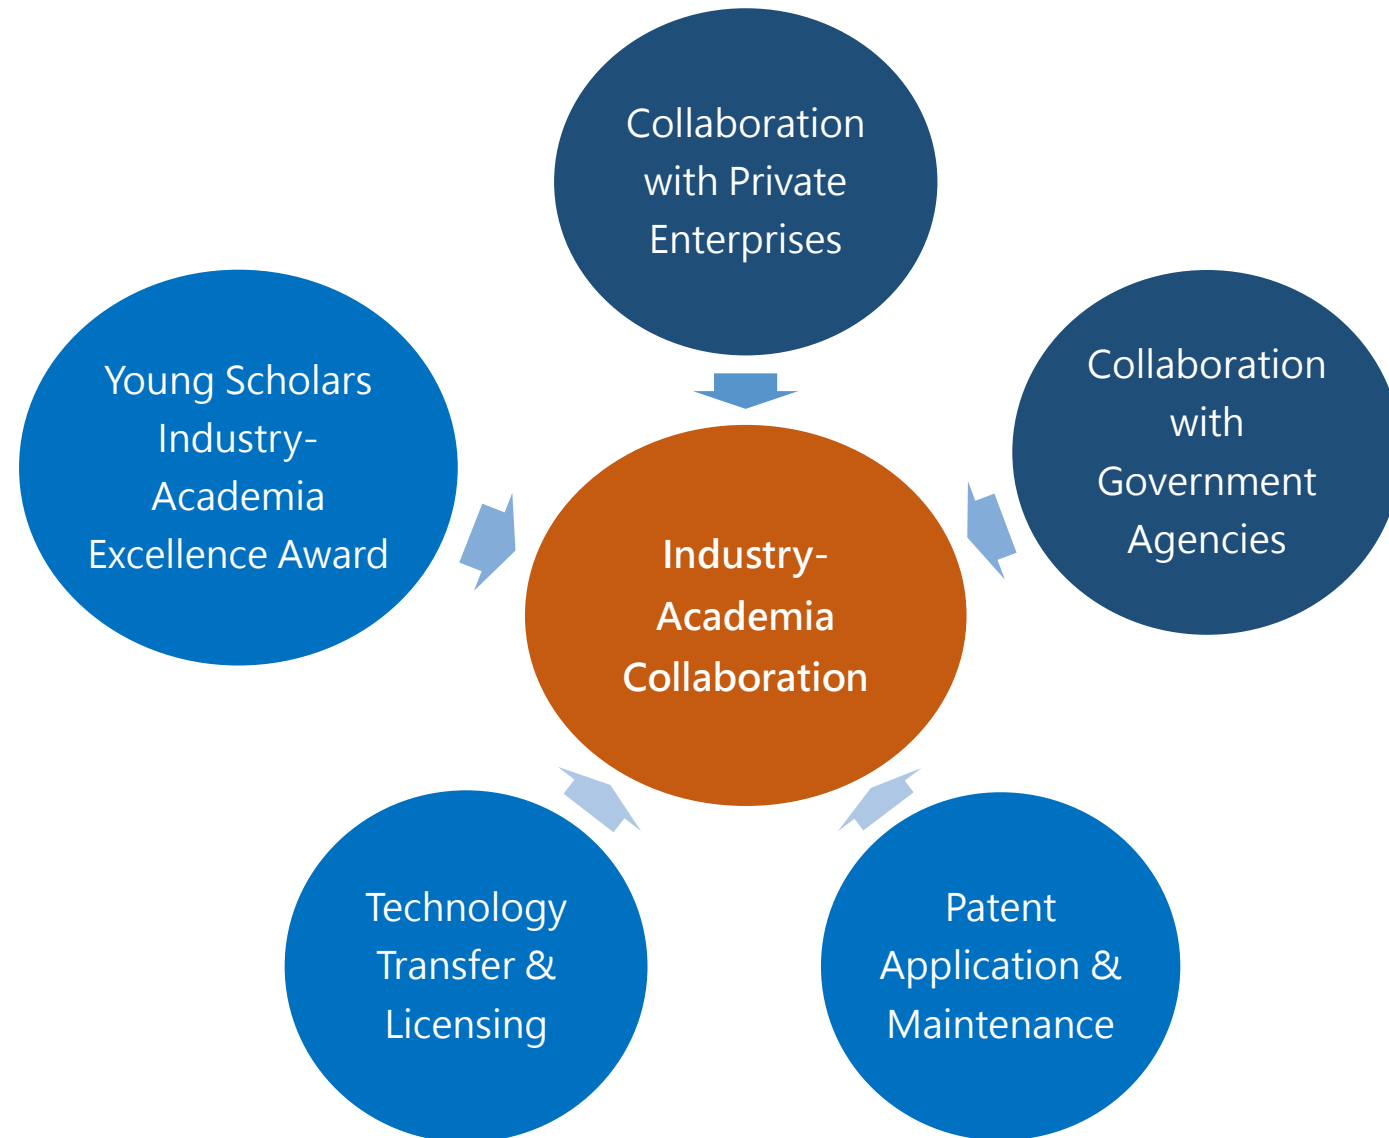 Collaboration
with Private
Enterprises
Young Scholars
Industry-
Academia
Excellence Award
Collaboration
with
Government
Agencies
Industry-
Academia
Collaboration
Technology
Transfer &
Licensing
Patent
Application &
Maintenance